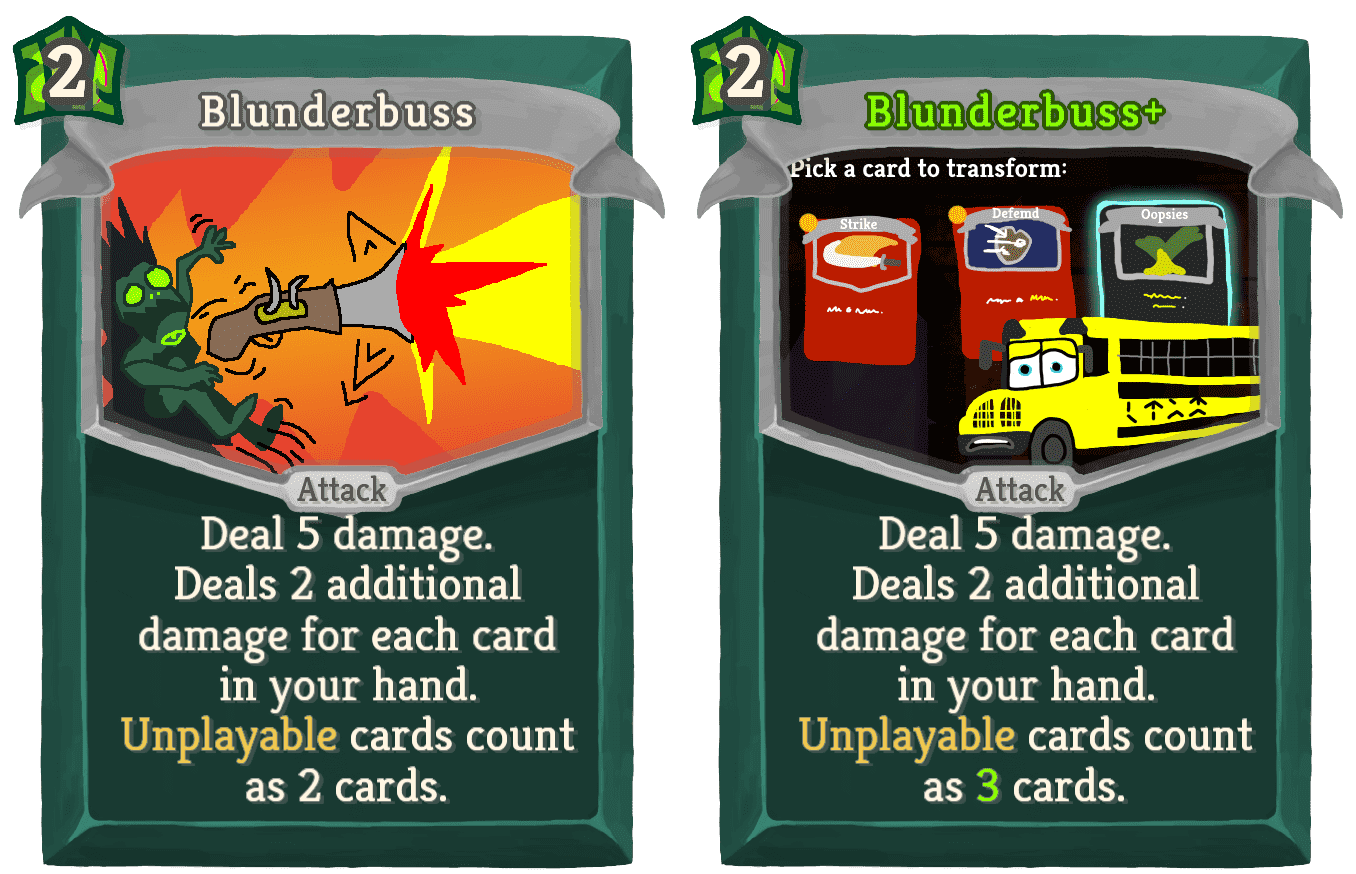 2
Blunderbuss
Attack
Deal 5 damage.
Deals 2 additional
damage for each card
in your hand.
Unplayable cards count
as 2 cards.
2
Blunderbuss+
Pick a card to transform:
Strike
Defemd
Oopsies
Attack
Deal 5 damage.
Deals 2 additional
damage for each card
in your hand.
Unplayable cards count
as 3 cards.